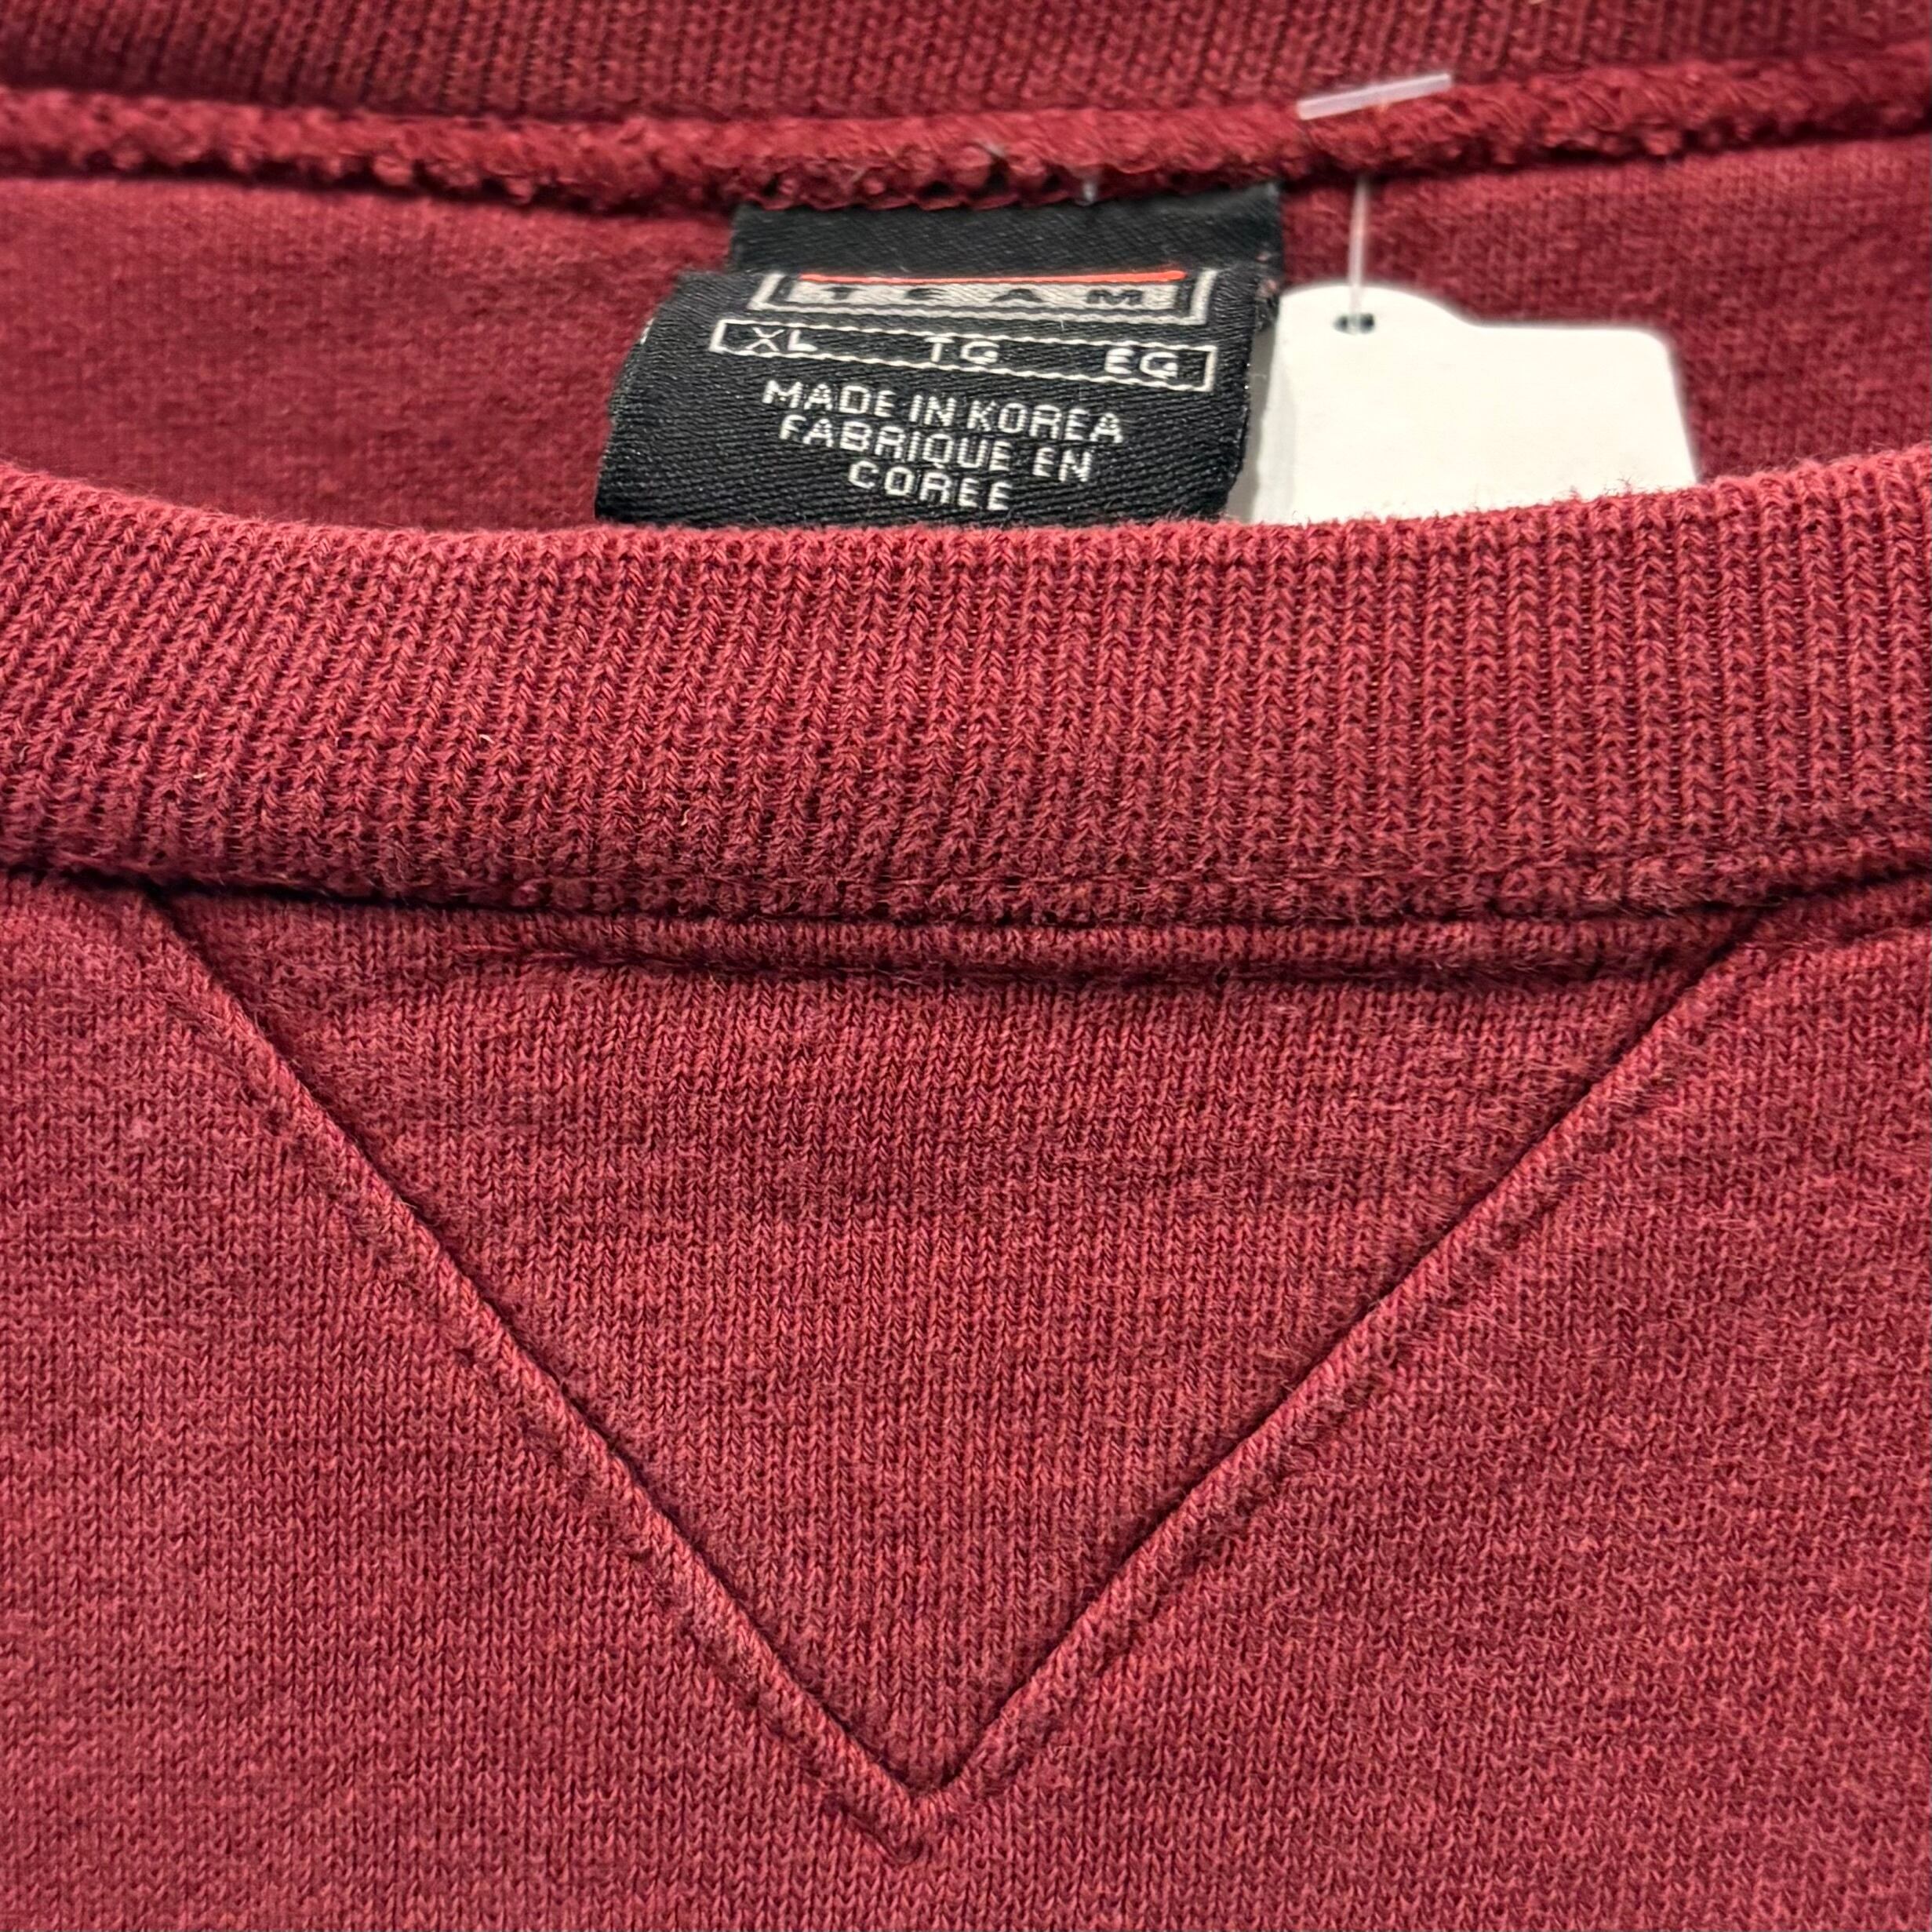 TEAM
XL TG EG
MADE IN KOREA
FABRIQUE EN
COREE